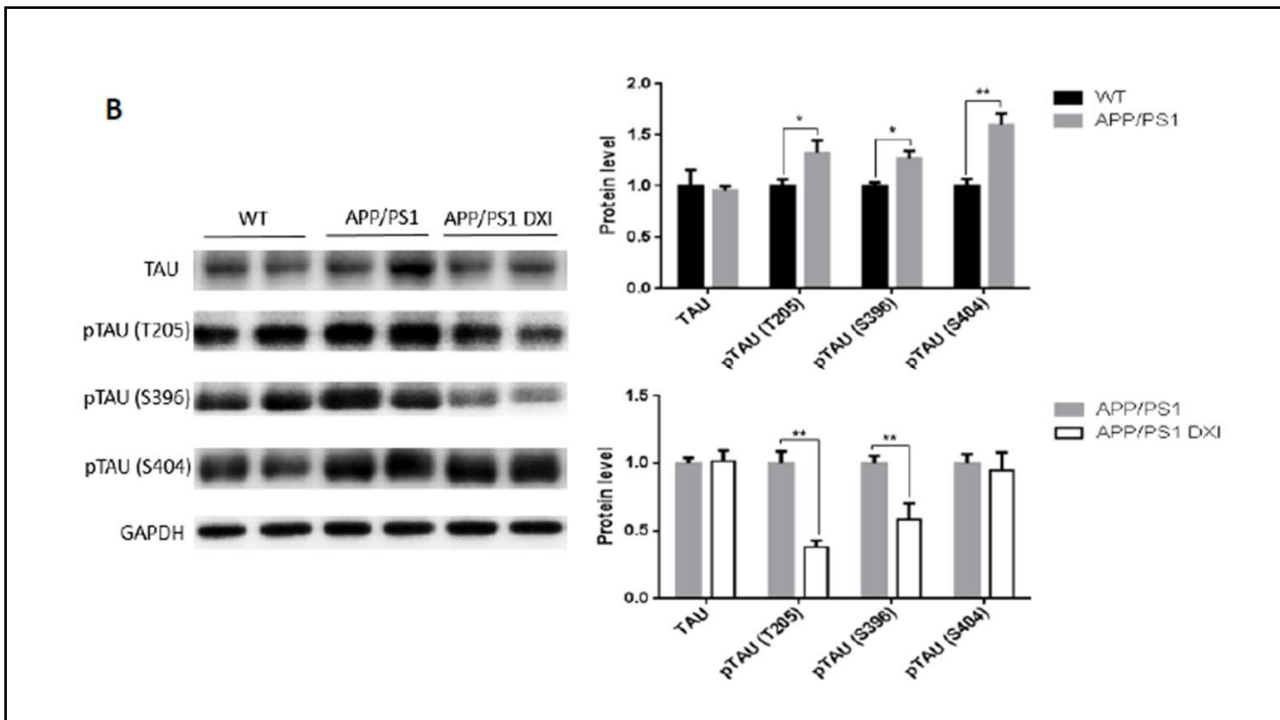 B
WT APP/PS1 APP/PS1 DXI
TAU
pTAU (T205)
pTAU (S396)
pTAU (S404)
GAPDH
Protein level
2.0
1.5
1.0
0.5
0.0
* * **
TAU
pTAU (T205)
pTAU (S396)
pTAU (S404)
WT
APP/PS1
Protein level
1.5
1.0
0.5
0.0
** **
TAU
pTAU (T205)
pTAU (S396)
pTAU (S404)
APP/PS1
APP/PS1 DXI